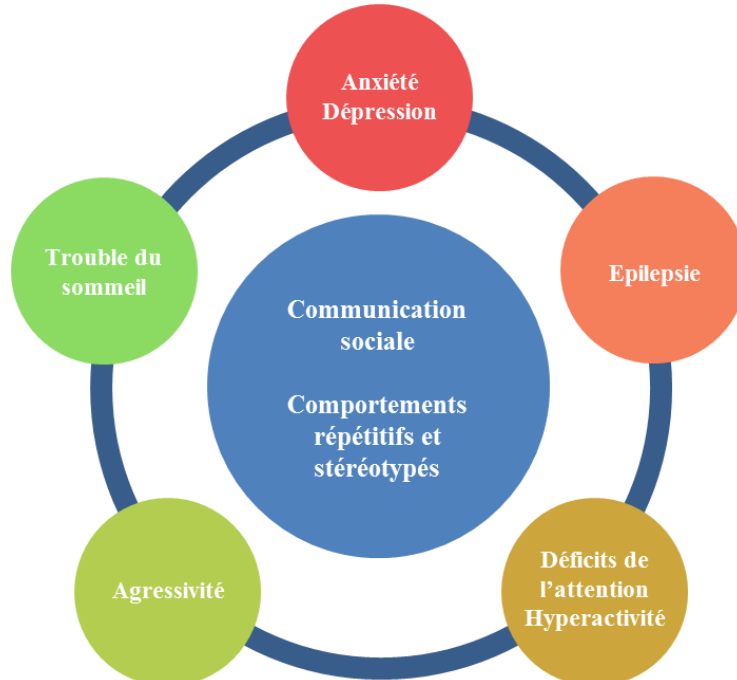 Anxiété
Dépression
Trouble du
sommeil
Epilepsie
Communication
sociale
Comportements
répétitifs et
stéréotypés
Agressivité
Déficits de
l’attention
Hyperactivité